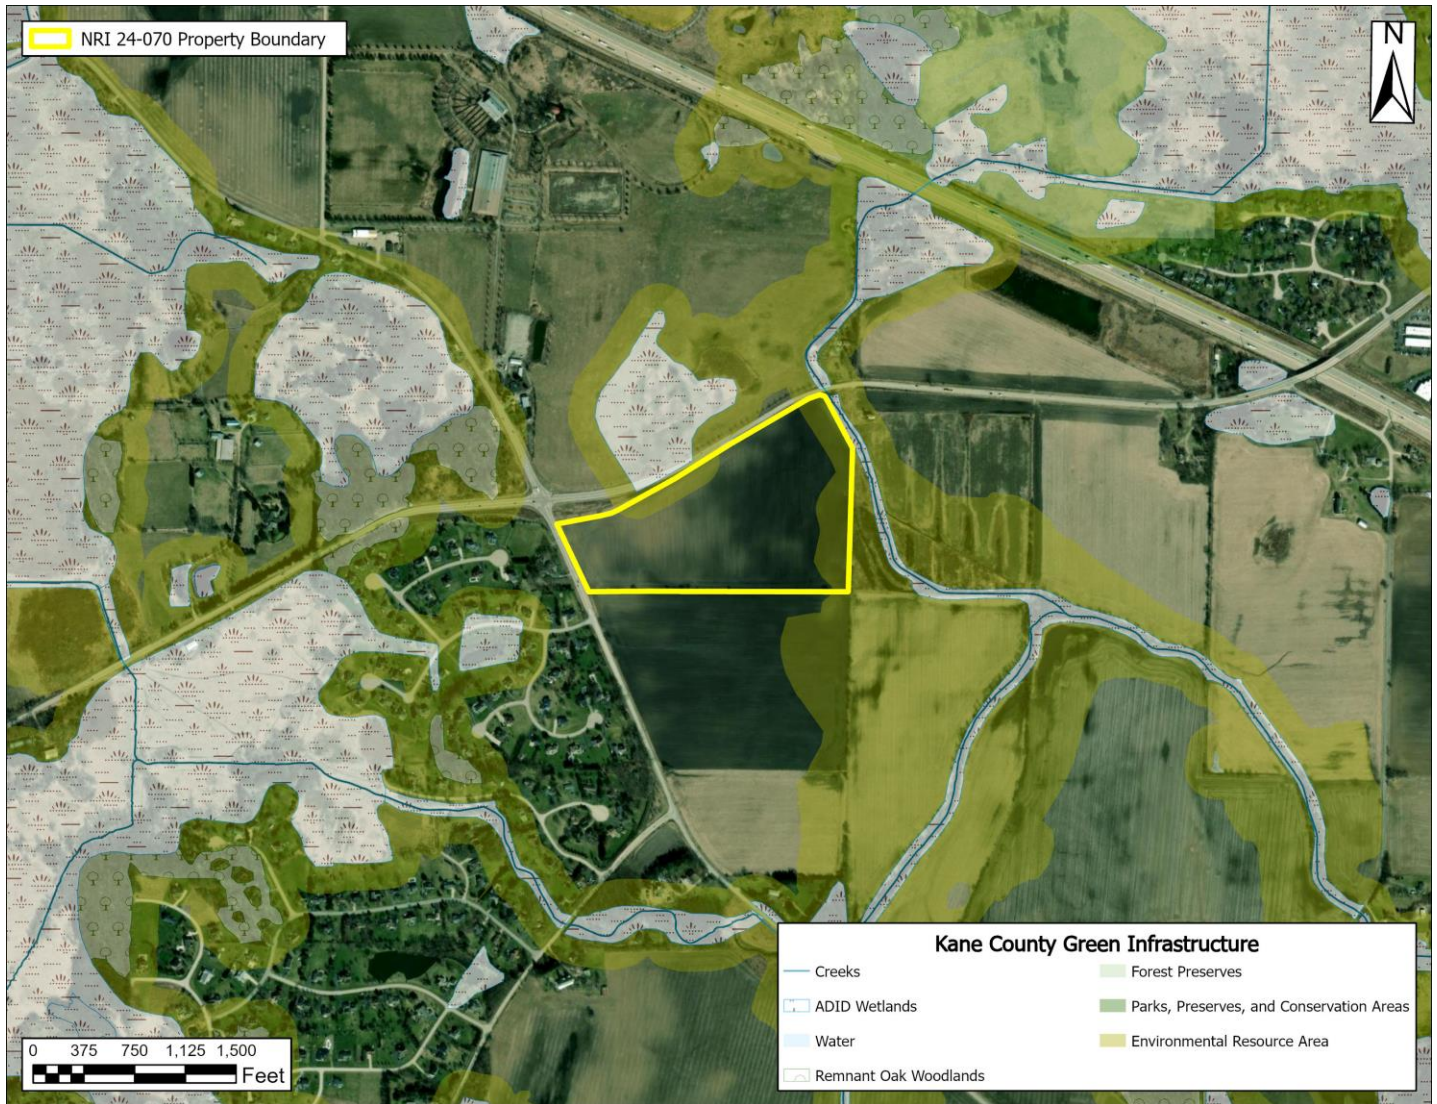 NRI 24-070 Property Boundary
N
Kane County Green Infrastructure
Creeks
Forest Preserves
ADID Wetlands
Parks, Preserves, and Conservation Areas
Water
Environmental Resource Area
Remnant Oak Woodlands
0 375 750 1,125 1,500
Feet